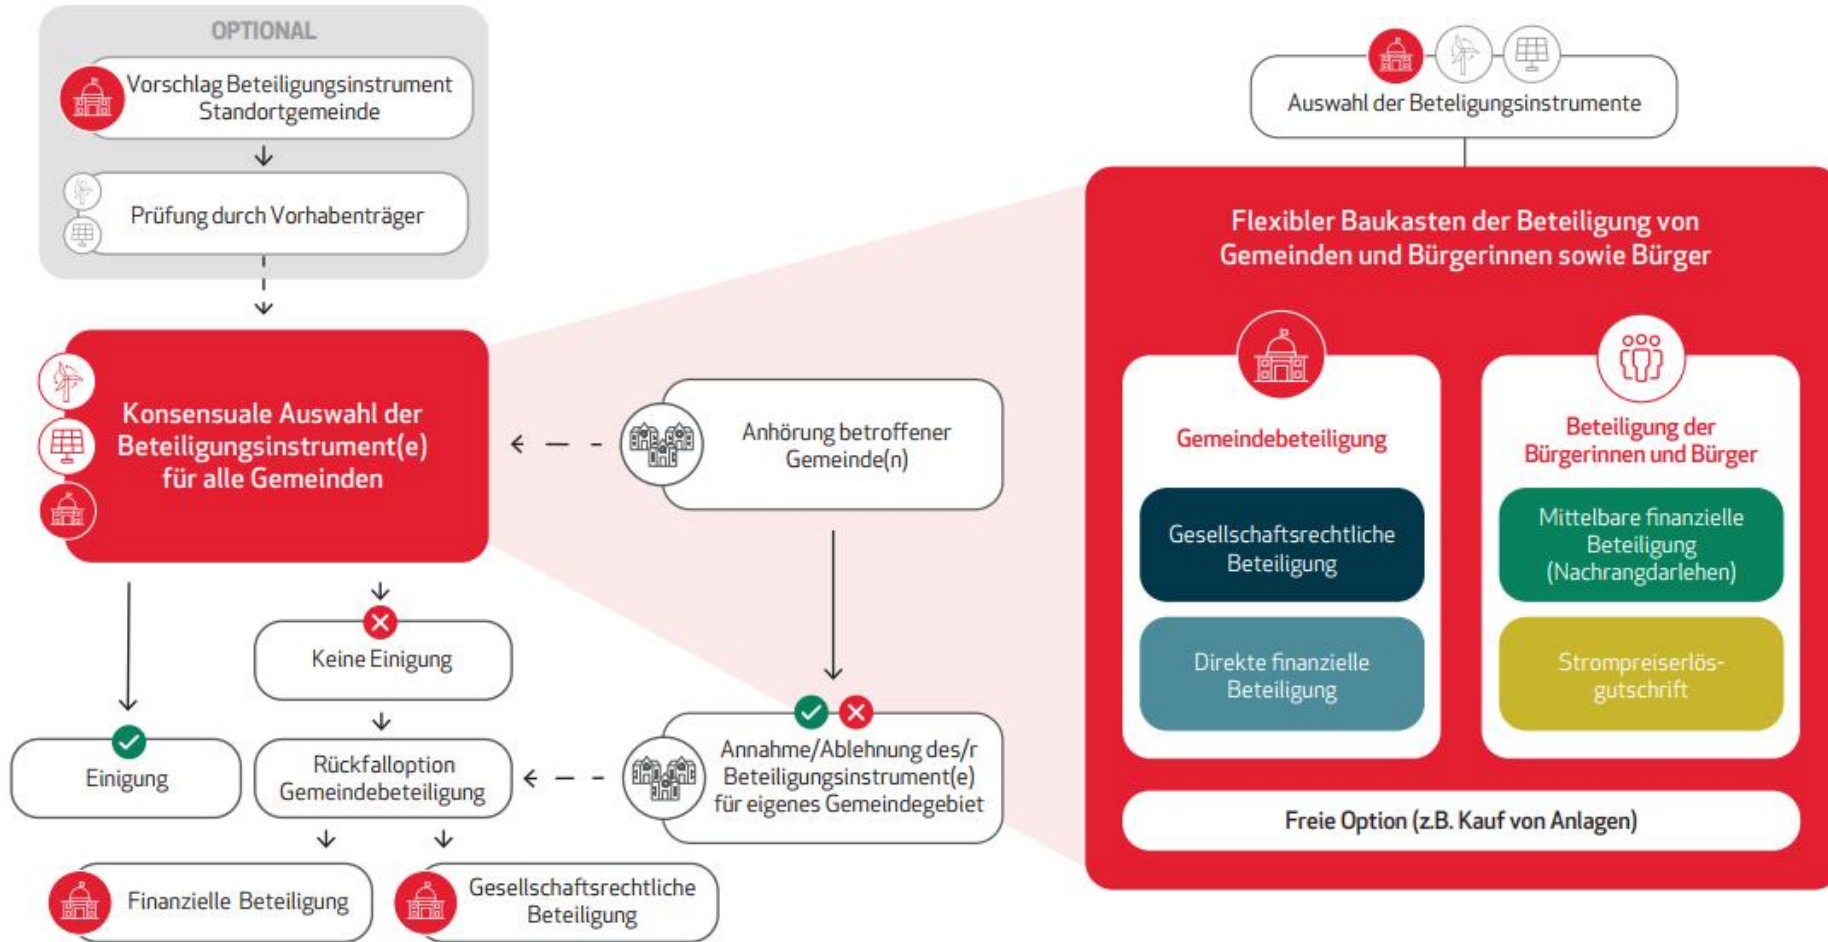 OPTIONAL
Vorschlag Beteiligungsinstrument
Standortgemeinde
Prüfung durch Vorhabenträger
Konsensuale Auswahl der
Beteiligungsinstrument(e)
für alle Gemeinden
Anhörung betroffener
Gemeinde(n)
Keine Einigung
Einigung
Rückfalloption
Gemeindebeteiligung
Annahme/Ablehnung des/r
Beteiligungsinstrument(e)
für eigenes Gemeindegebiet
Finanzielle Beteiligung
Gesellschaftsrechtliche
Beteiligung
Auswahl der Beteligungsinstrumente
Flexibler Baukasten der Beteiligung von
Gemeinden und Bürgerinnen sowie Bürger
Gemeindebeteiligung
Gesellschaftsrechtliche
Beteiligung
Direkte finanzielle
Beteiligung
Beteiligung der
Bürgerinnen und Bürger
Mittelbare finanzielle
Beteiligung
(Nachrangdarlehen)
Strompreiserlös-
gutschrift
Freie Option (z.B. Kauf von Anlagen)